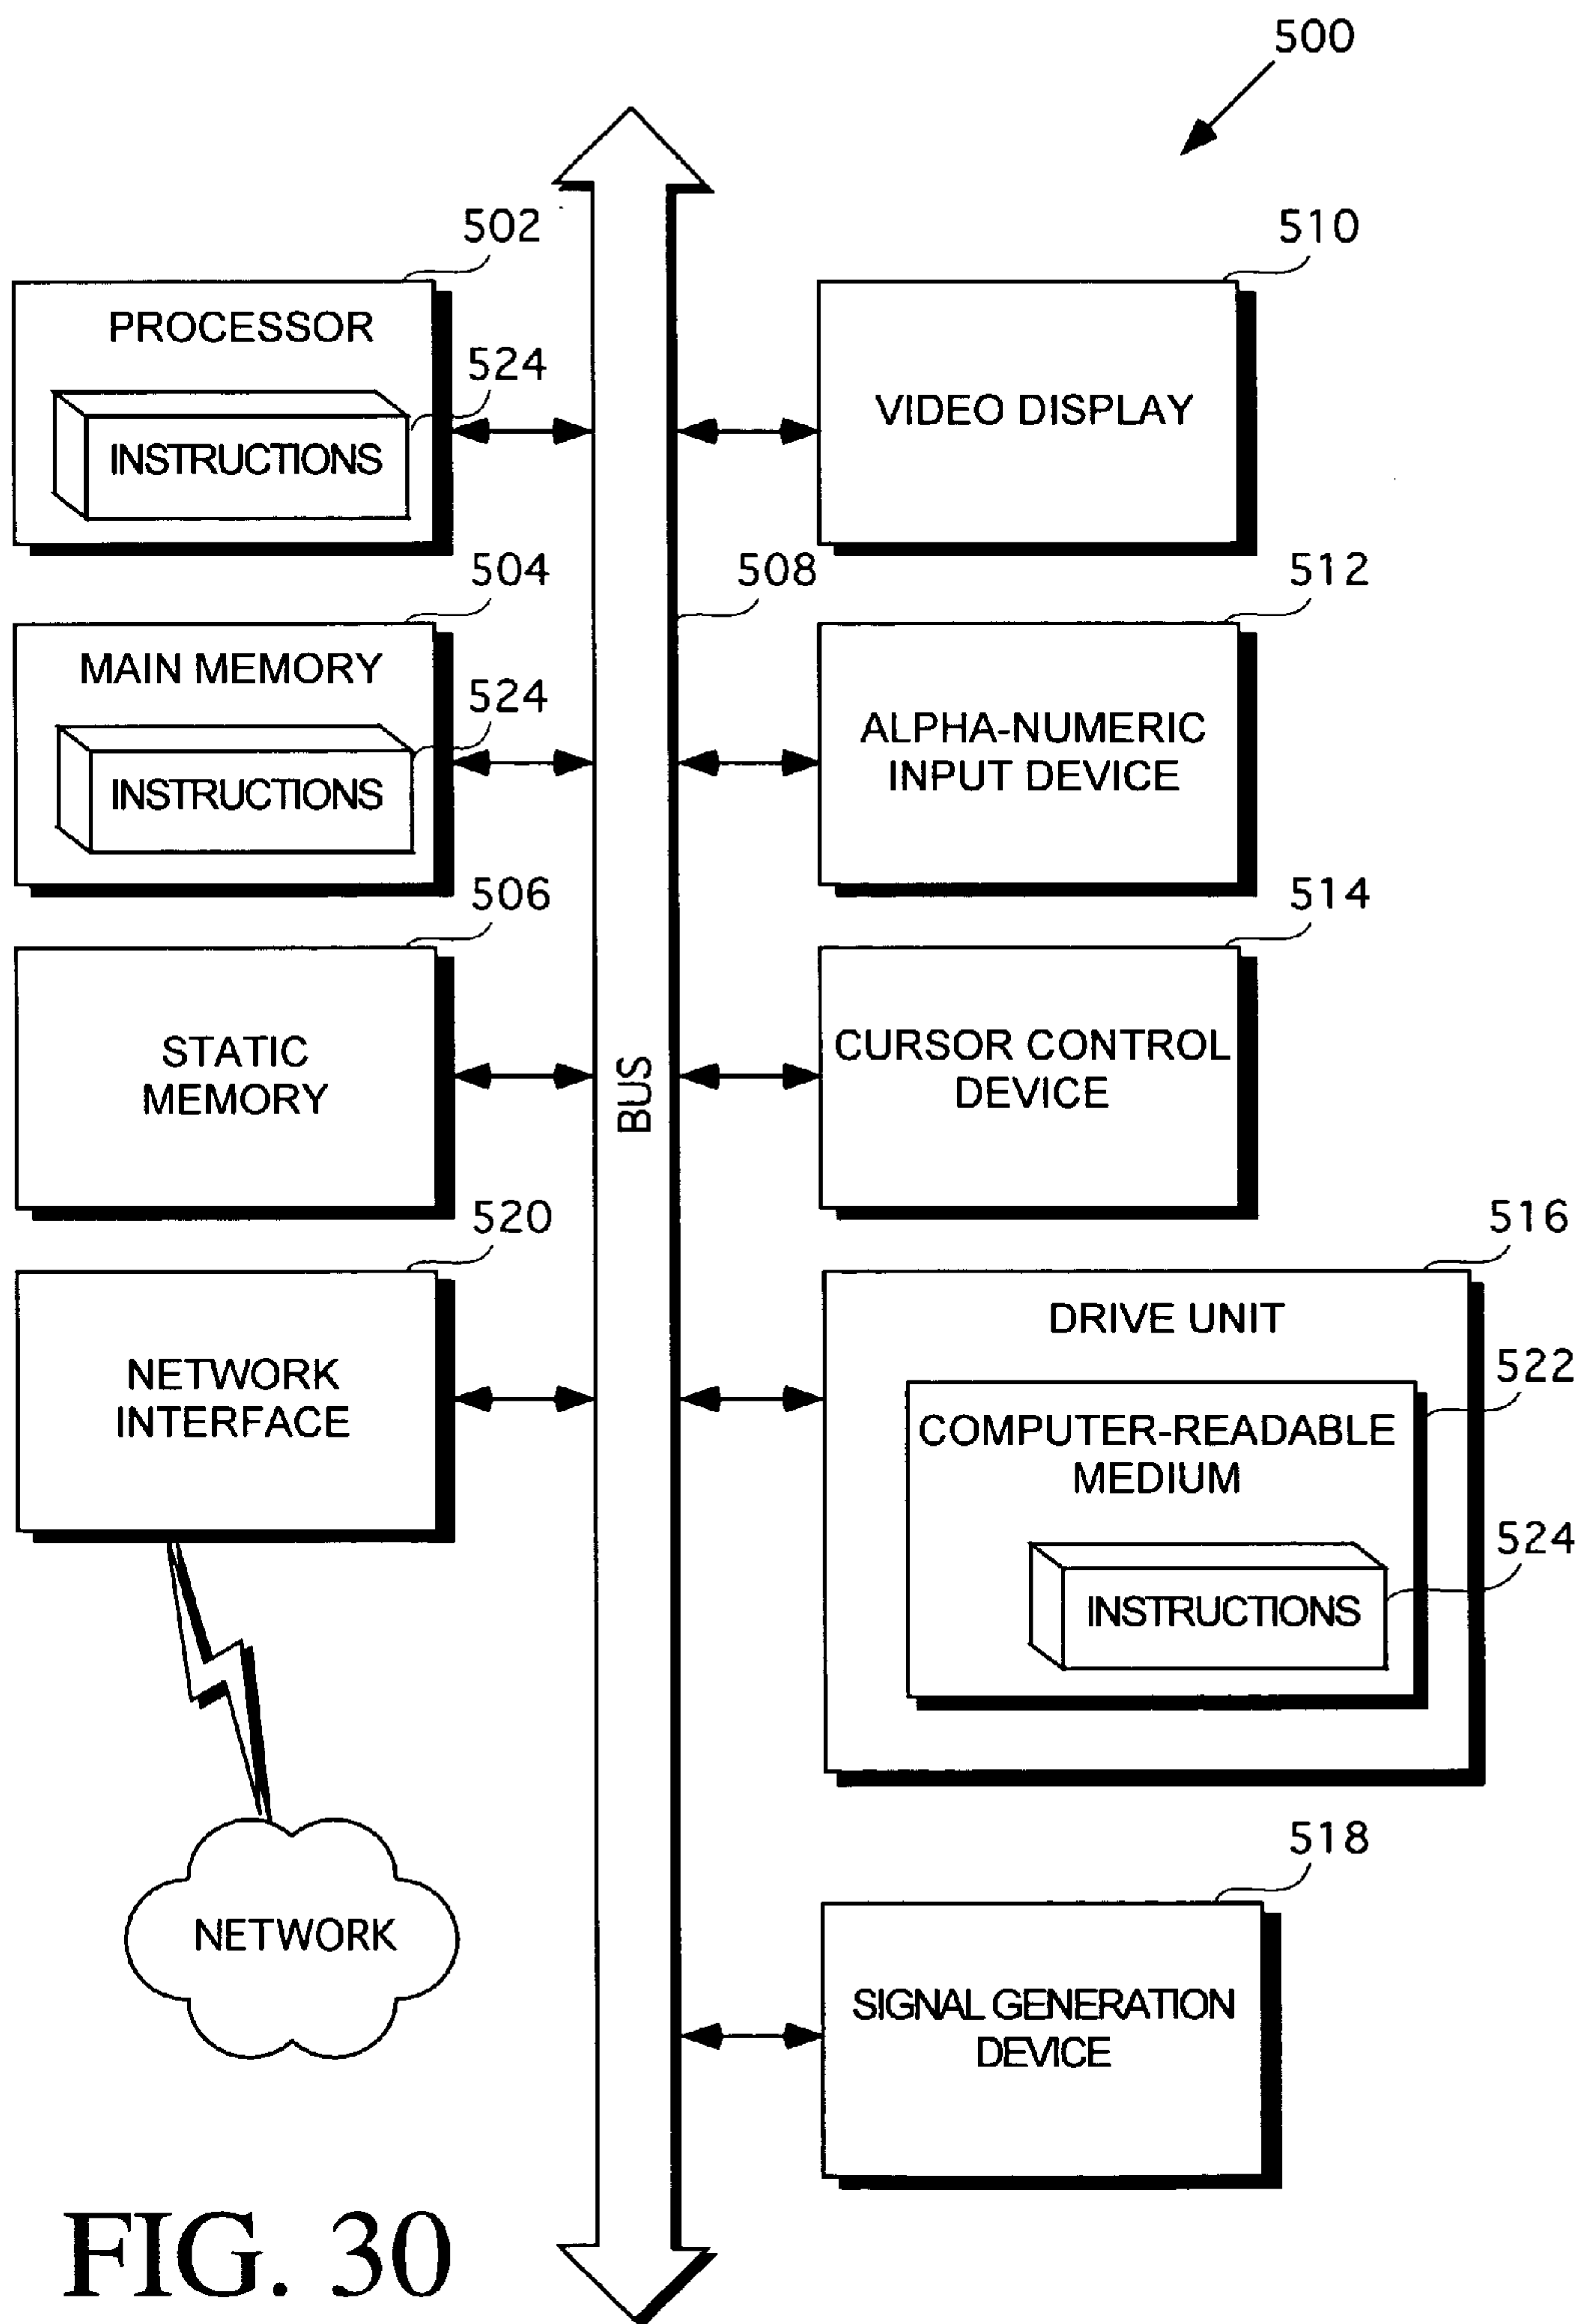 500
502
PROCESSOR
524
INSTRUCTIONS
504
MAIN MEMORY
524
INSTRUCTIONS
506
STATIC
MEMORY
520
NETWORK
INTERFACE
NETWORK
508
BUS
510
VIDEO DISPLAY
512
ALPHA-NUMERIC
INPUT DEVICE
514
CURSOR CONTROL
DEVICE
516
DRIVE UNIT
522
COMPUTER-READABLE
MEDIUM
524
INSTRUCTIONS
518
SIGNAL GENERATION
DEVICE
FIG. 30